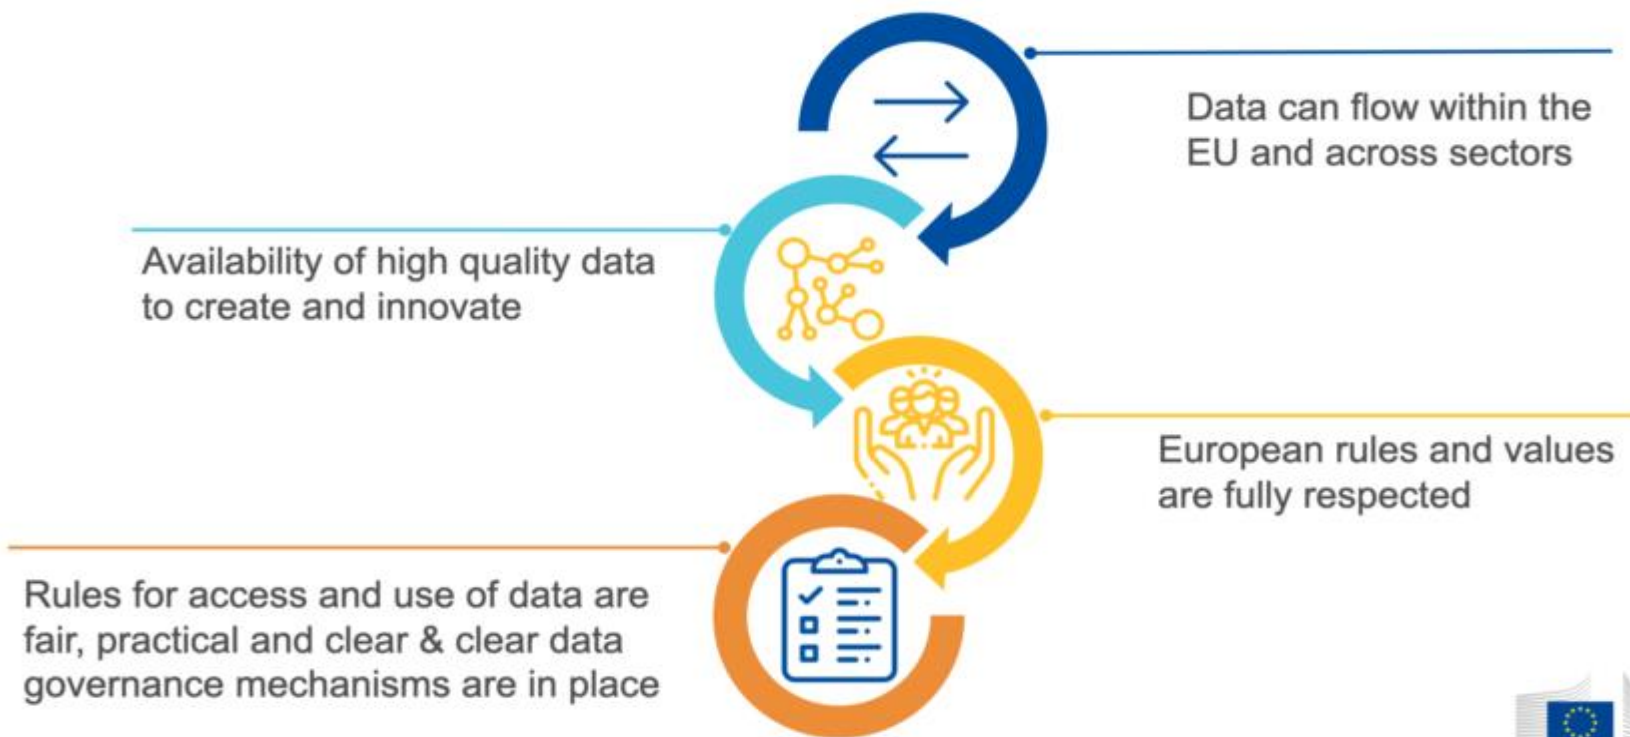 Data can flow within the
EU and across sectors
Availability of high quality data
to create and innovate
European rules and values
are fully respected
Rules for access and use of data are
fair, practical and clear & clear data
governance mechanisms are in place